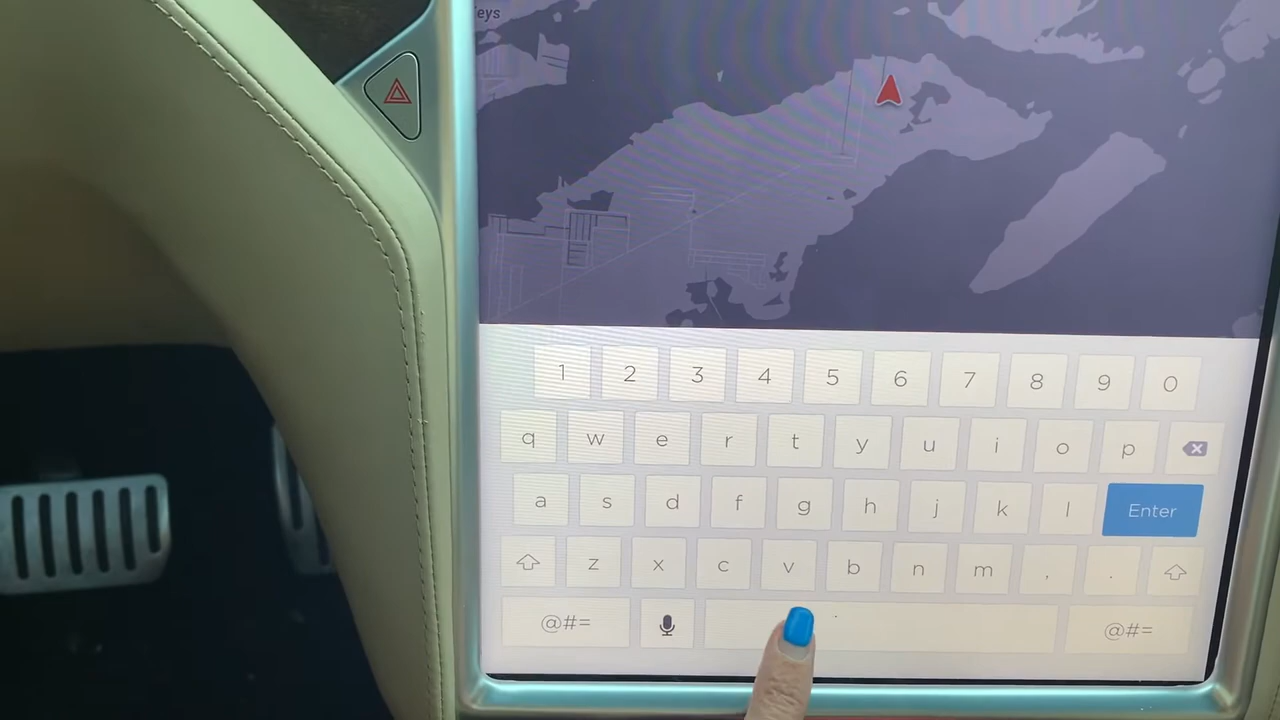 eys
1 2 3 4 5 6 7 8 9 0
q w e r t y u i o p
a s d f g h j k l Enter
z x c v b n m , .
@#= @#=